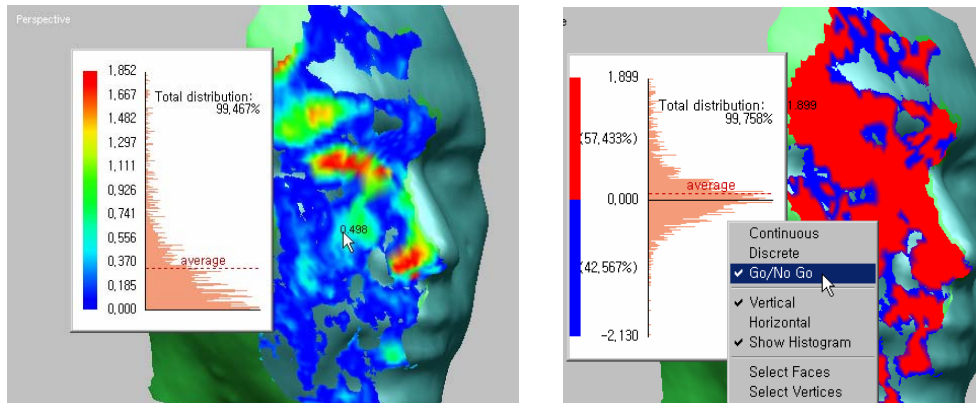 Perspective
1,852
1,667
1,482
1,297
1,111
0,926
0,741
0,556
0,370
0,185
0,000
Total distribution:
99,467%
average
0,498
1,899
(57,433%)
0,000
(42,567%)
-2,130
Total distribution:
99,758%
1,899
average
Continuous
Discrete
✔ Go/No Go
✔ Vertical
Horizontal
✔ Show Histogram
Select Faces
Select Vertices